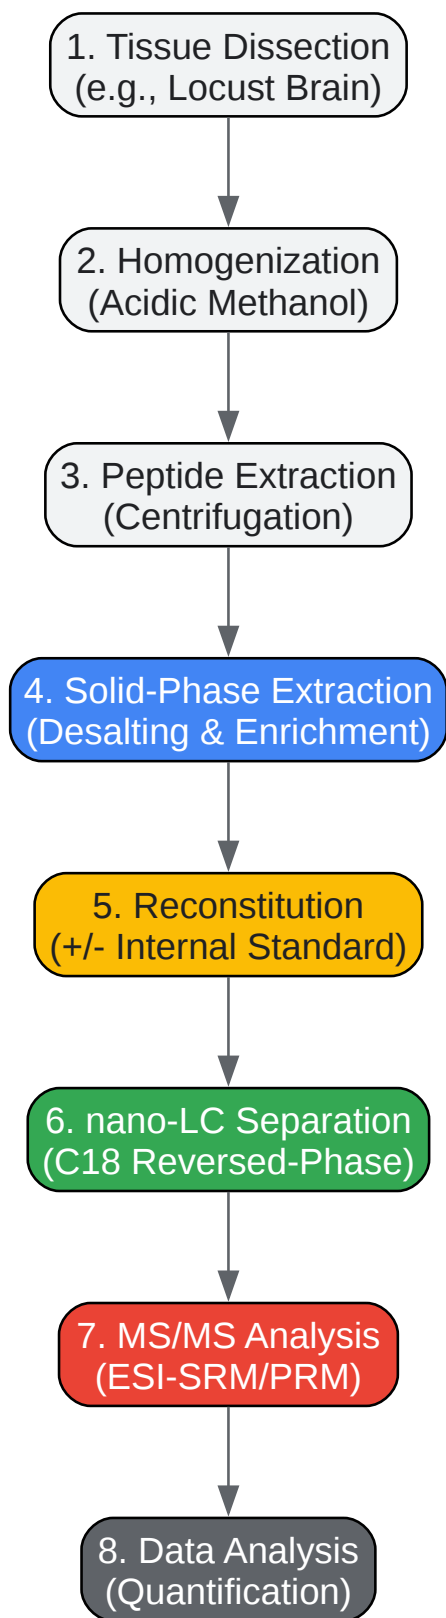 1. Tissue Dissection
(e.g., Locust Brain)
2. Homogenization
(Acidic Methanol)
3. Peptide Extraction
(Centrifugation)
4. Solid-Phase Extraction
(Desalting & Enrichment)
5. Reconstitution
(+/- Internal Standard)
6. nano-LC Separation
(C18 Reversed-Phase)
7. MS/MS Analysis
(ESI-SRM/PRM)
8. Data Analysis
(Quantification)